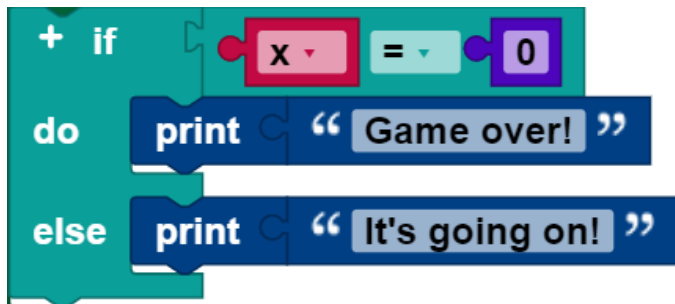 + if x = 0
do print “ Game over! ”
else print “ It's going on! ”